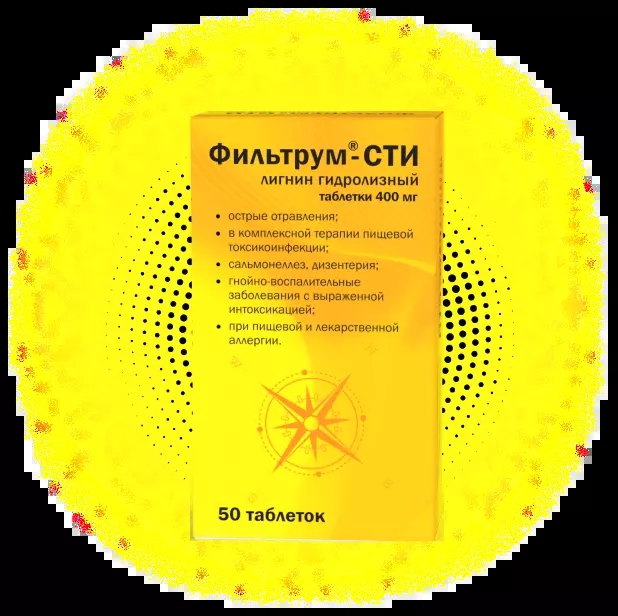 Фильтрум®-СТИ
лигнин гидролизный
таблетки 400 мг
• острые отравления;
• в комплексной терапии пищевой
токсикоинфекции;
• сальмонеллез, дизентерия;
• гнойно-воспалительные
заболевания с выраженной
интоксикацией;
• при пищевой и лекарственной
аллергии.
50 таблеток